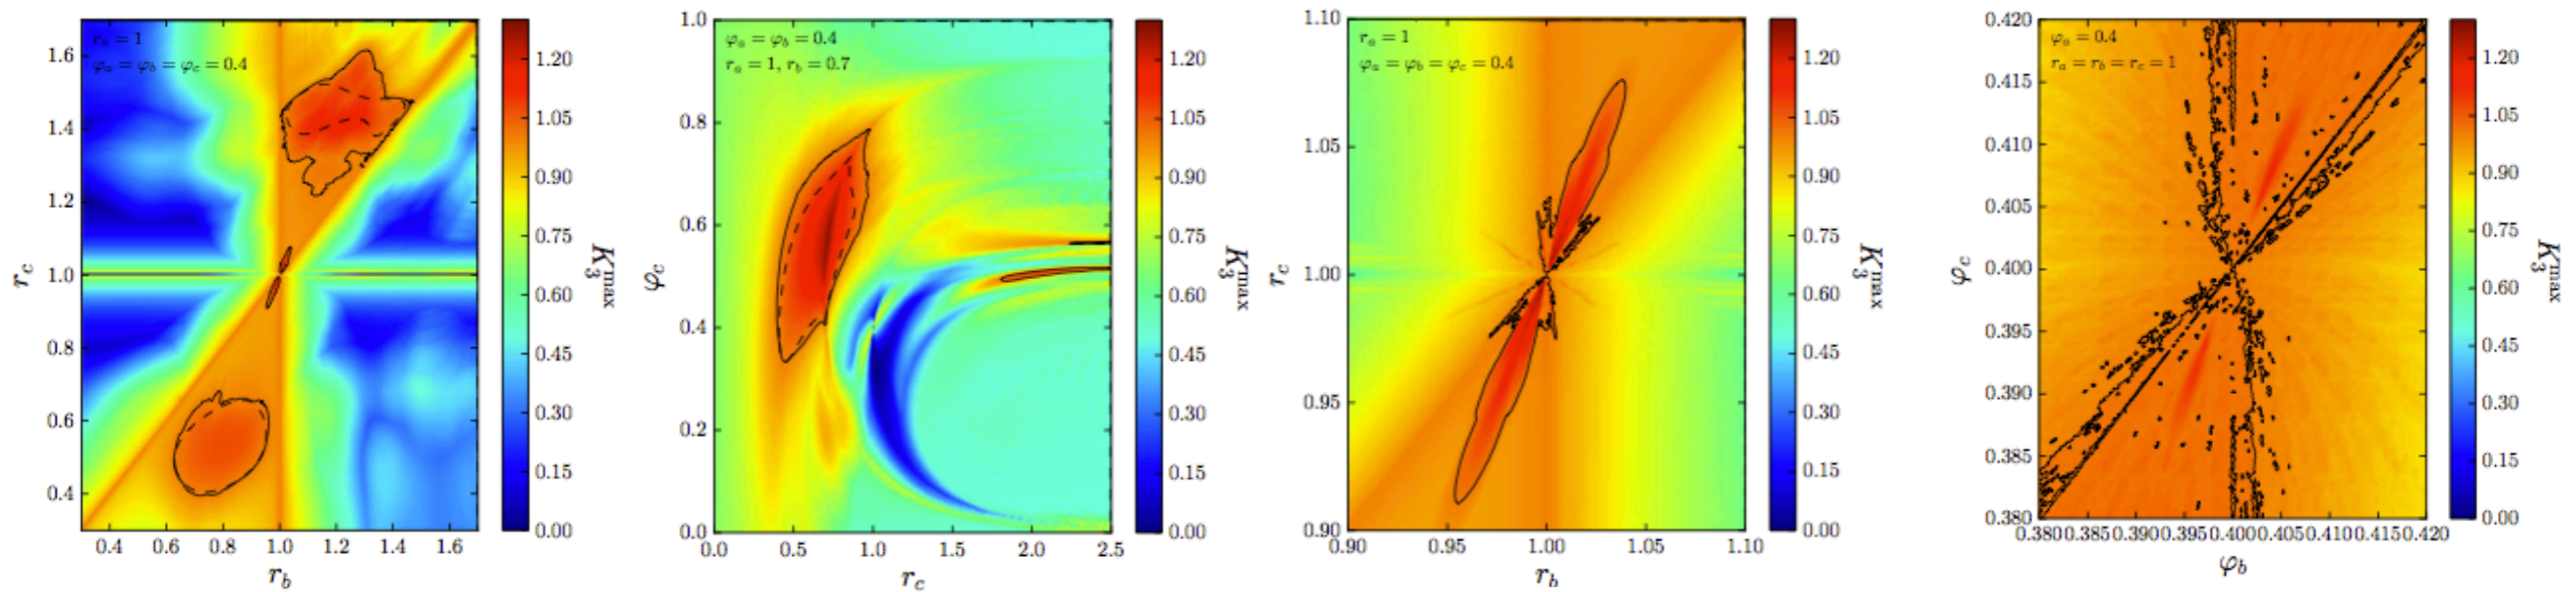 r_a = 1
φ_a = φ_b = φ_c = 0.4
1.6
1.4
1.2
1.0
0.8
0.6
0.4
r_c
0.4 0.6 0.8 1.0 1.2 1.4 1.6
r_b
1.20
1.05
0.90
0.75
0.60
0.45
0.30
0.15
0.00
K_3^max
φ_a = φ_b = 0.4
r_a = 1, r_b = 0.7
1.0
0.8
0.6
0.4
0.2
0.0
φ_c
0.0 0.5 1.0 1.5 2.0 2.5
r_c
1.20
1.05
0.90
0.75
0.60
0.45
0.30
0.15
0.00
K_3^max
r_a = 1
φ_a = φ_b = φ_c = 0.4
1.10
1.05
1.00
0.95
0.90
r_c
0.90 0.95 1.00 1.05 1.10
r_b
1.20
1.05
0.90
0.75
0.60
0.45
0.30
0.15
0.00
K_3^max
φ_a = 0.4
r_a = r_b = r_c = 1
0.420
0.415
0.410
0.405
0.400
0.395
0.390
0.385
0.380
φ_c
0.380 0.385 0.390 0.395 0.400 0.405 0.410 0.415 0.420
φ_b
1.20
1.05
0.90
0.75
0.60
0.45
0.30
0.15
0.00
K_3^max